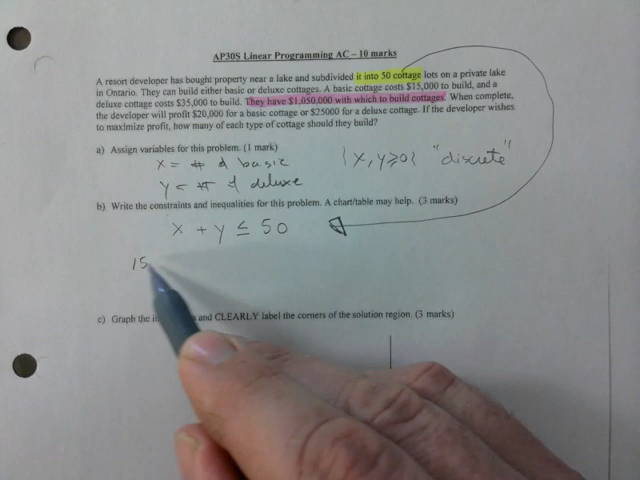 AP30S Linear Programming AC – 10 marks
A resort developer has bought property near a lake and subdivided it into 50 cottage lots on a private lake
in Ontario. They can build either basic or deluxe cottages. A basic cottage costs $15,000 to build, and a
deluxe cottage costs $35,000 to build. They have $1,050,000 with which to build cottages. When complete,
the developer will profit $20,000 for a basic cottage or $25000 for a deluxe cottage. If the developer wishes
to maximize profit, how many of each type of cottage should they build?
a) Assign variables for this problem. (1 mark)
x = # of basic {x,y≥0} "discrete"
y = # of deluxe
b) Write the constraints and inequalities for this problem. A chart/table may help. (3 marks)
x + y ≤ 50
15
c) Graph the and CLEARLY label the corners of the solution region. (3 marks)